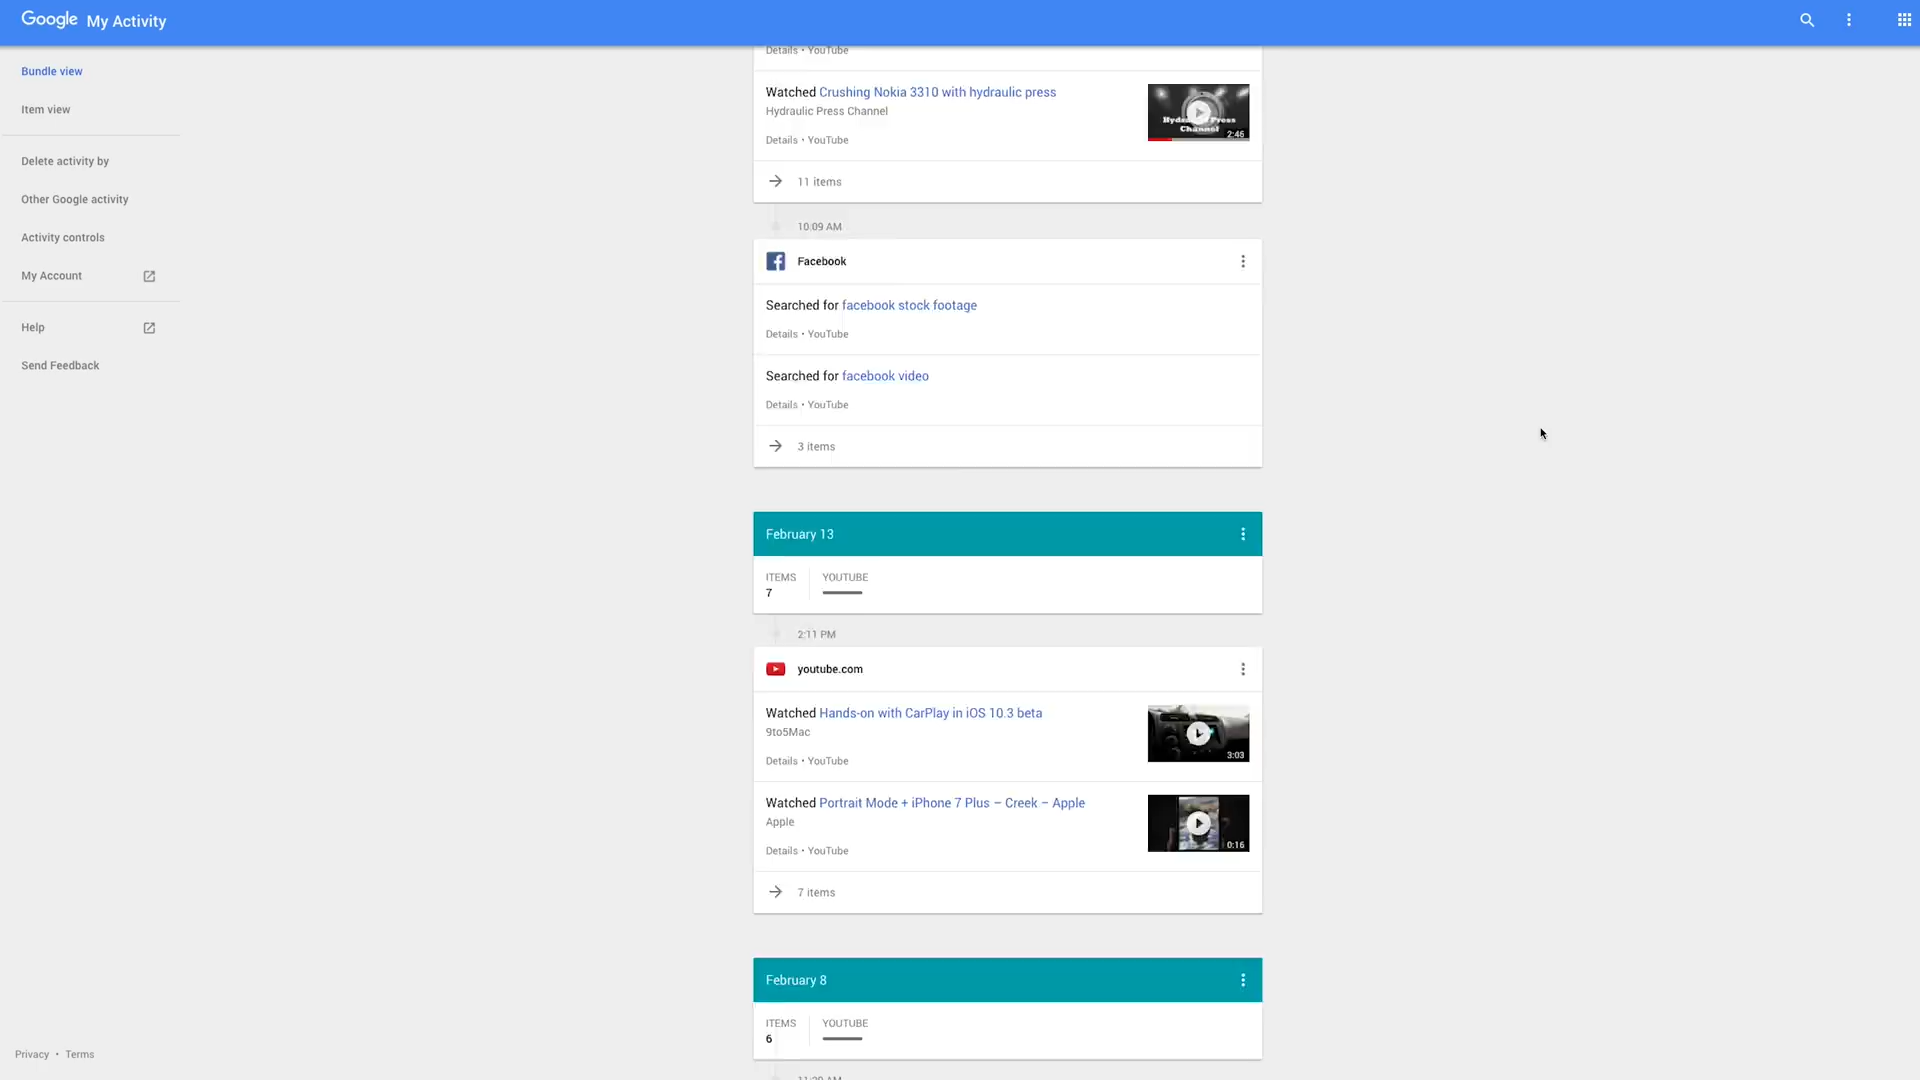 Google My Activity
Bundle view
Item view
Delete activity by
Other Google activity
Activity controls
My Account
Help
Send Feedback
Privacy • Terms
Details • YouTube
Watched Crushing Nokia 3310 with hydraulic press
Hydraulic Press Channel
Details • YouTube
Hydraulic Press
Channel
2:46
11 items
10:09 AM
Facebook
Searched for facebook stock footage
Details • YouTube
Searched for facebook video
Details • YouTube
3 items
February 13
ITEMS
7
YOUTUBE
2:11 PM
youtube.com
Watched Hands-on with CarPlay in iOS 10.3 beta
9to5Mac
Details • YouTube
3:03
Watched Portrait Mode + iPhone 7 Plus – Creek – Apple
Apple
Details • YouTube
0:16
7 items
February 8
ITEMS
6
YOUTUBE